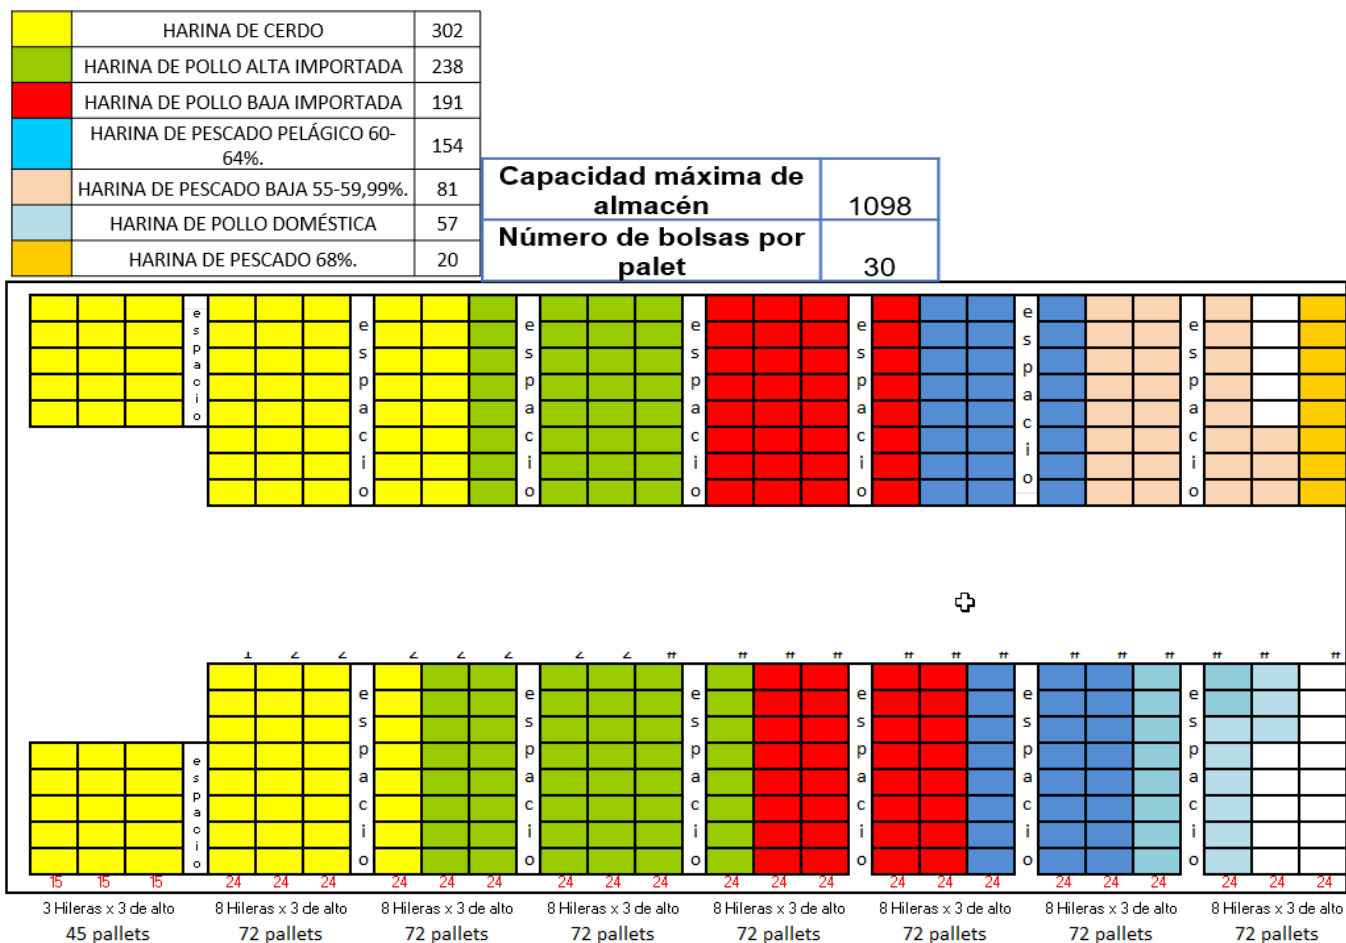 HARINA DE CERDO 302
HARINA DE POLLO ALTA IMPORTADA 238
HARINA DE POLLO BAJA IMPORTADA 191
HARINA DE PESCADO PELÁGICO 60-
64%. 154
HARINA DE PESCADO BAJA 55-59,99%. 81
HARINA DE POLLO DOMÉSTICA 57
HARINA DE PESCADO 68%. 20
Capacidad máxima de
almacén 1098
Número de bolsas por
palet 30
espacio espacio espacio espacio espacio espacio espacio
# # # # # # # # # # #
espacio espacio espacio espacio espacio espacio espacio
15 15 15 24 24 24 24 24 24 24 24 24 24 24 24 24 24 24 24 24 24 24 24 24
3 Hileras x 3 de alto 8 Hileras x 3 de alto 8 Hileras x 3 de alto 8 Hileras x 3 de alto 8 Hileras x 3 de alto 8 Hileras x 3 de alto 8 Hileras x 3 de alto 8 Hileras x 3 de alto
45 pallets 72 pallets 72 pallets 72 pallets 72 pallets 72 pallets 72 pallets 72 pallets